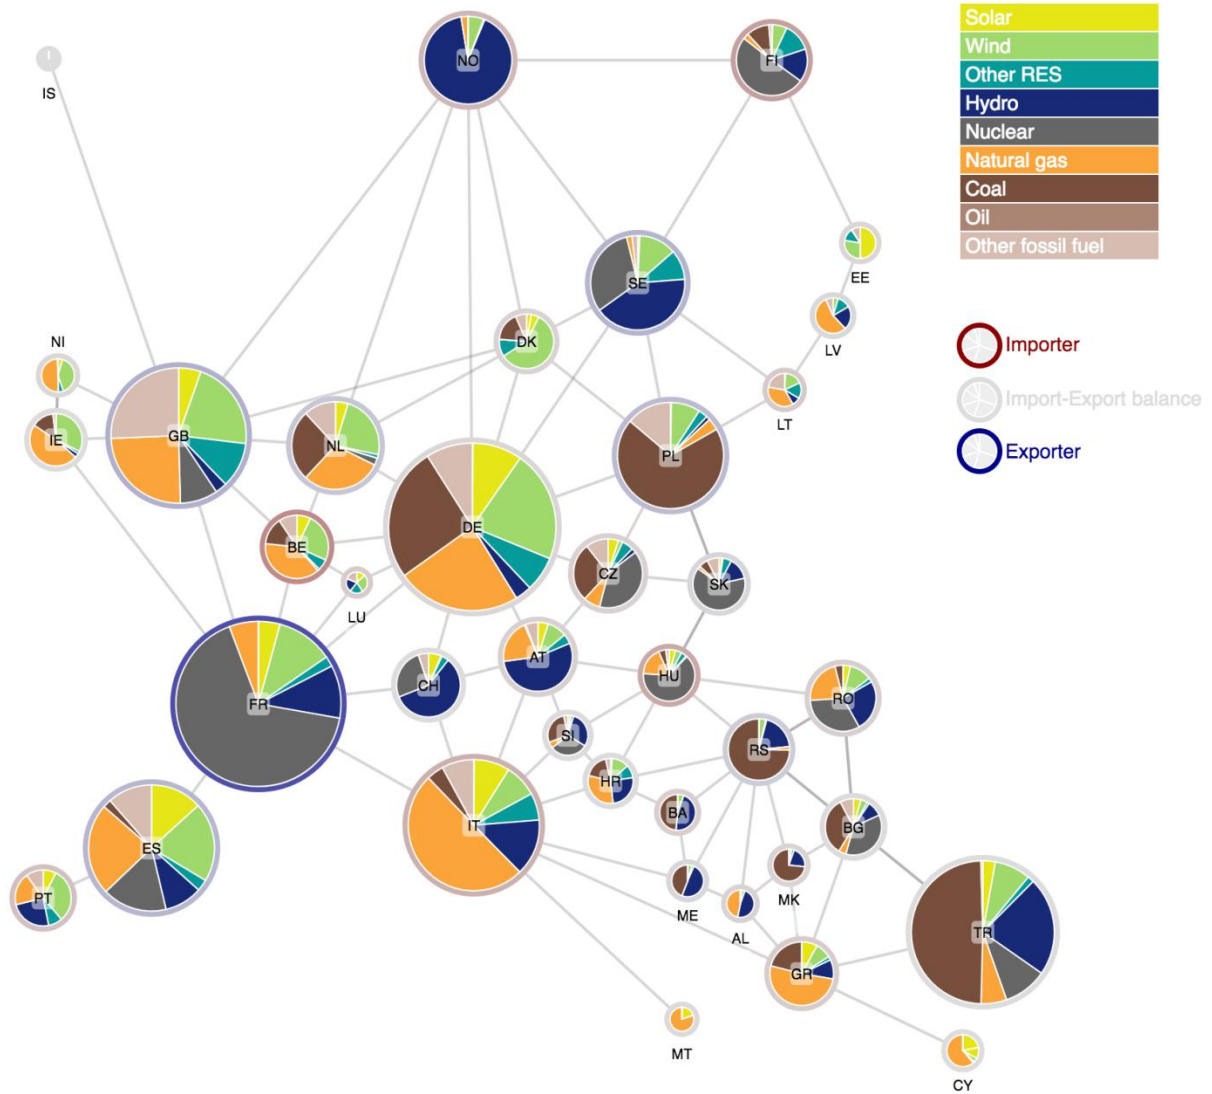 Solar
Wind
Other RES
Hydro
Nuclear
Natural gas
Coal
Oil
Other fossil fuel
Importer
Import-Export balance
Exporter
NO
FI
IS
EE
SE
LV
DK
NI
LT
IE
GB
NL
PL
DE
BE
CZ
SK
LU
AT
HU
CH
RO
FR
SI
RS
HR
BA
BG
IT
ES
MK
ME
PT
AL
TR
GR
MT
CY